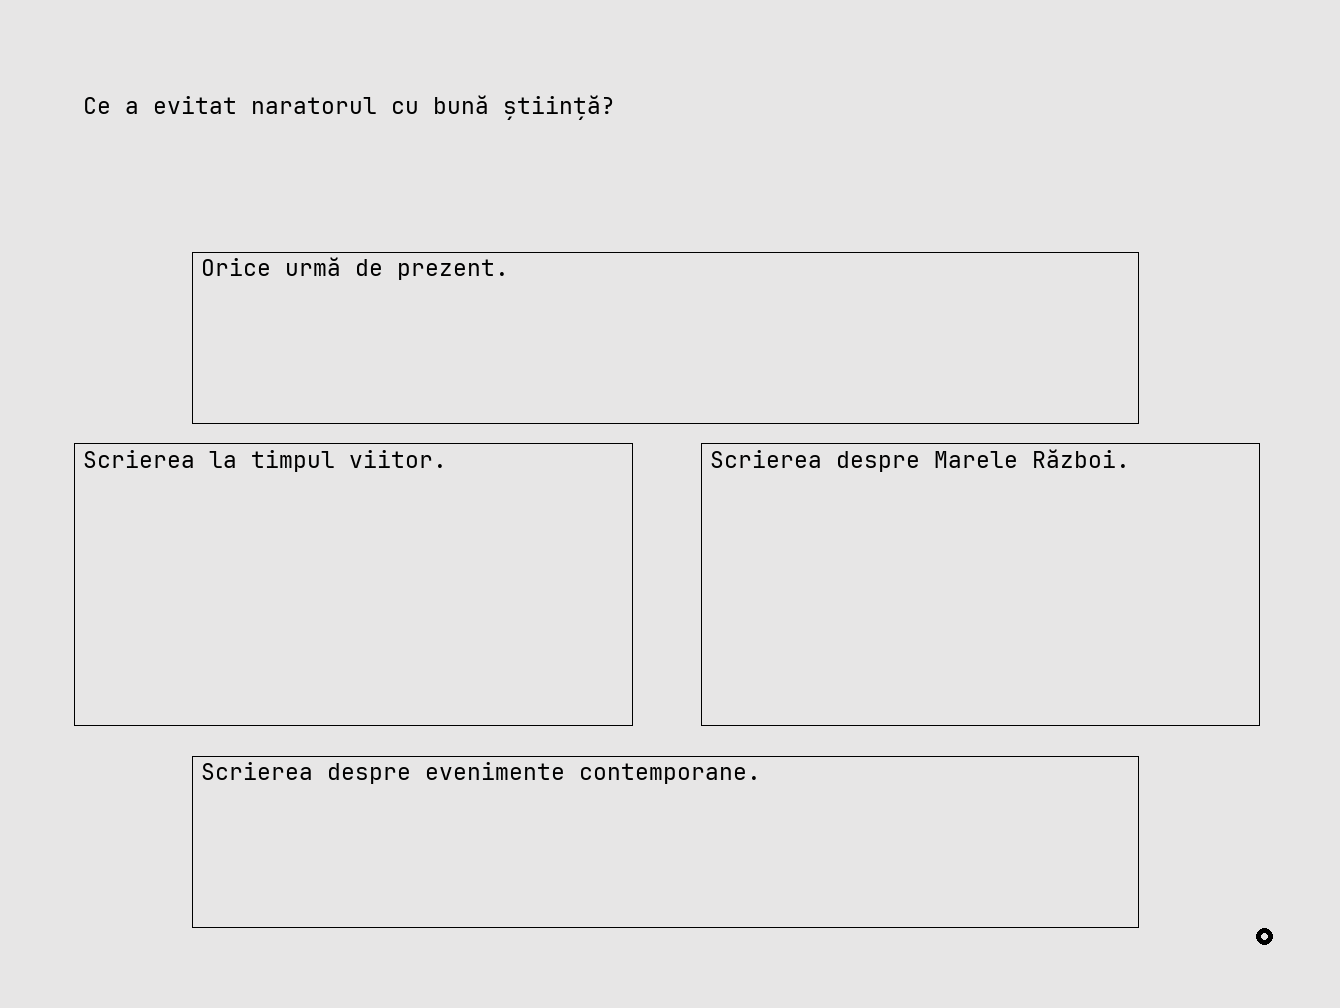 Ce a evitat naratorul cu bună știință?
Orice urmă de prezent.
Scrierea la timpul viitor.
Scrierea despre Marele Război.
Scrierea despre evenimente contemporane.